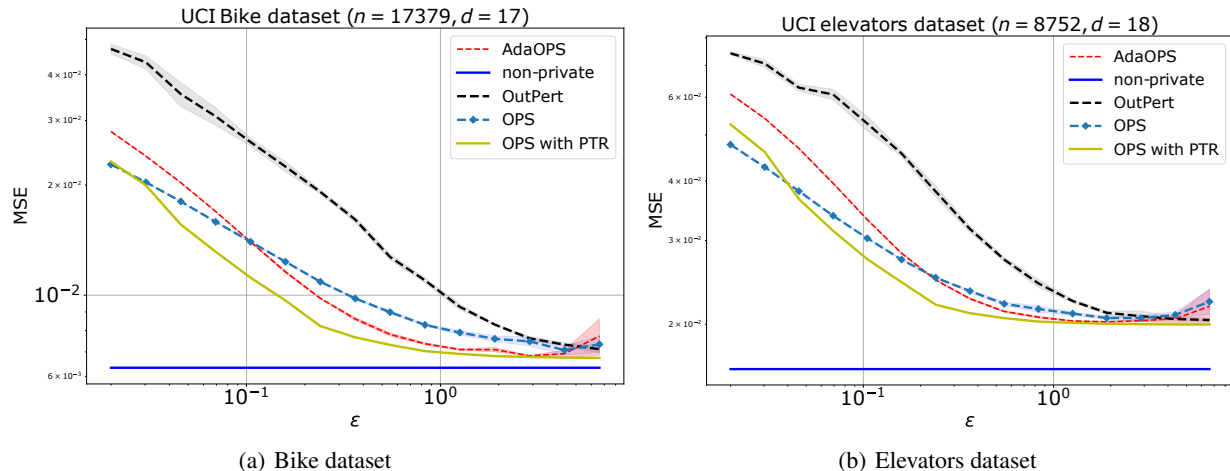 UCI Bike dataset (n = 17379, d = 17)
4 × 10⁻²
3 × 10⁻²
2 × 10⁻²
10⁻²
6 × 10⁻³
MSE
AdaOPS
non-private
OutPert
OPS
OPS with PTR
10⁻¹
10⁰
ε
(a) Bike dataset
UCI elevators dataset (n = 8752, d = 18)
6 × 10⁻²
4 × 10⁻²
3 × 10⁻²
2 × 10⁻²
MSE
AdaOPS
non-private
OutPert
OPS
OPS with PTR
10⁻¹
10⁰
ε
(b) Elevators dataset